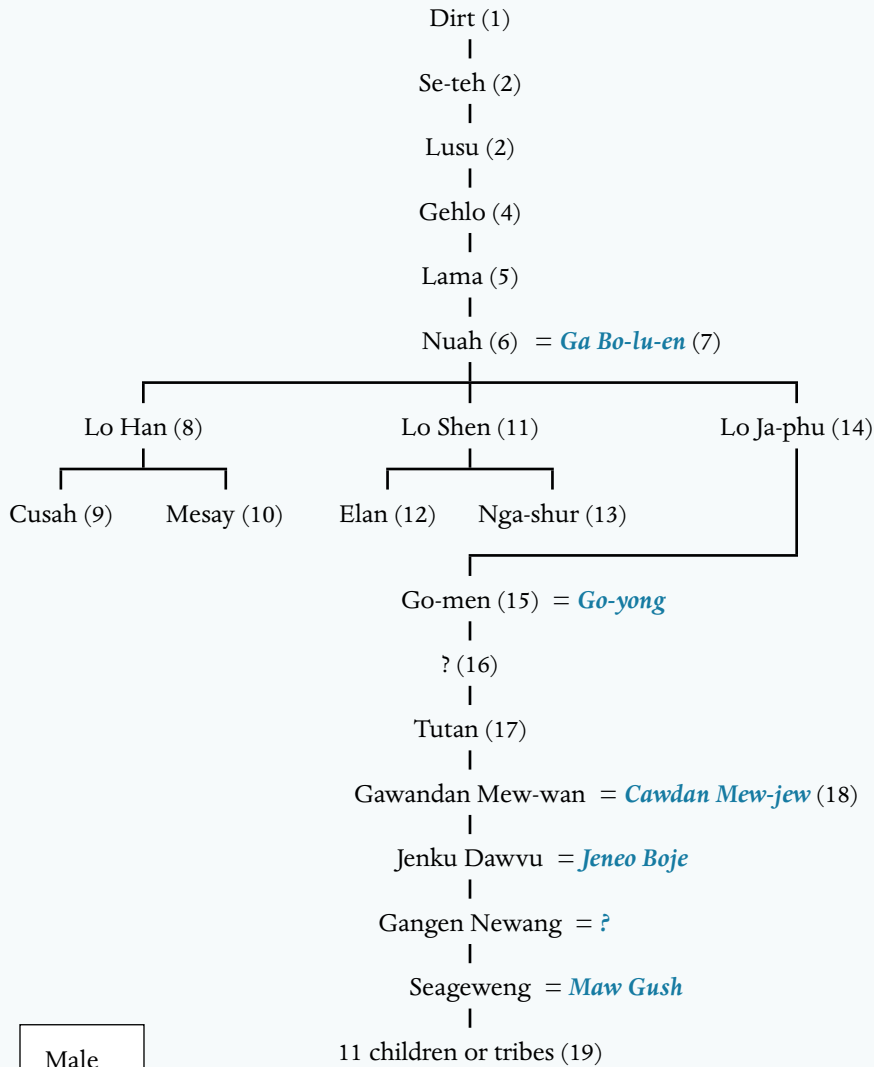 Dirt (1)
Se-teh (2)
Lusu (2)
Gehlo (4)
Lama (5)
Nuah (6) = Ga Bo-lu-en (7)
Lo Han (8) Lo Shen (11) Lo Ja-phu (14)
Cusah (9) Mesay (10) Elan (12) Nga-shur (13)
Go-men (15) = Go-yong
? (16)
Tutan (17)
Gawandan Mew-wan = Cawdan Mew-jew (18)
Jenku Dawvu = Jeneo Boje
Gangen Newang = ?
Seageweng = Maw Gush
11 children or tribes (19)
Male